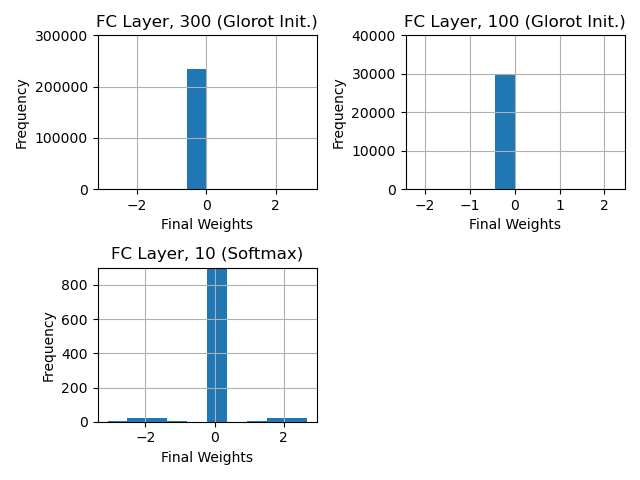 FC Layer, 300 (Glorot Init.)
300000
200000
100000
0
Frequency
−2 0 2
Final Weights
FC Layer, 100 (Glorot Init.)
40000
30000
20000
10000
0
Frequency
−2 −1 0 1 2
Final Weights
FC Layer, 10 (Softmax)
800
600
400
200
0
Frequency
−2 0 2
Final Weights